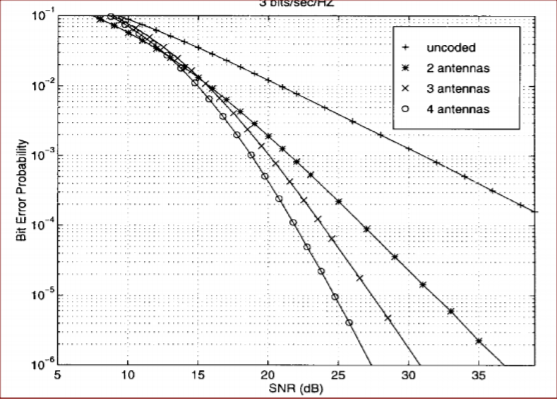 3 bits/sec/HZ
10^-1
10^-2
10^-3
10^-4
10^-5
10^-6
Bit Error Probability
uncoded
2 antennas
3 antennas
4 antennas
5 10 15 20 25 30 35
SNR (dB)